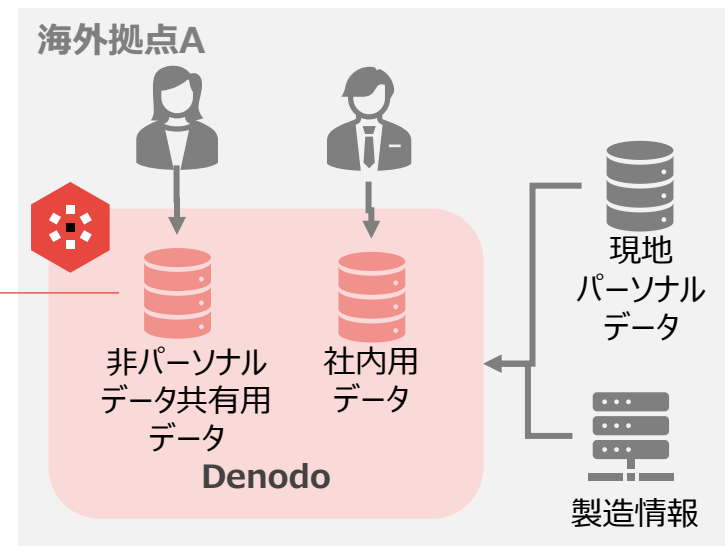 海外拠点A
現地
パーソナル
データ
非パーソナル
データ共有用
データ
社内用
データ
Denodo
製造情報